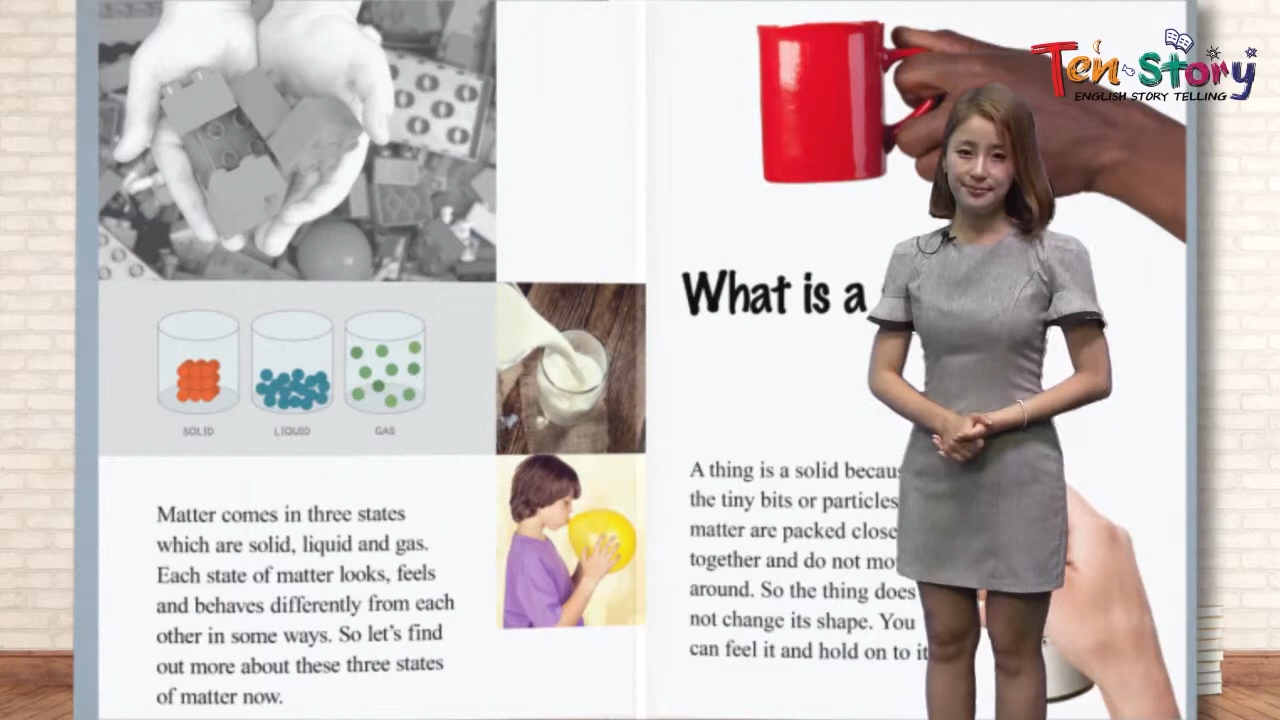 Ten Story
ENGLISH STORY TELLING
SOLID
LIQUID
GAS
Matter comes in three states
which are solid, liquid and gas.
Each state of matter looks, feels
and behaves differently from each
other in some ways. So let's find
out more about these three states
of matter now.
What is a
A thing is a solid
the tiny bits or particles
matter are packed
together and do not
around. So the thing does
not change its shape. You
can feel it and hold on to it